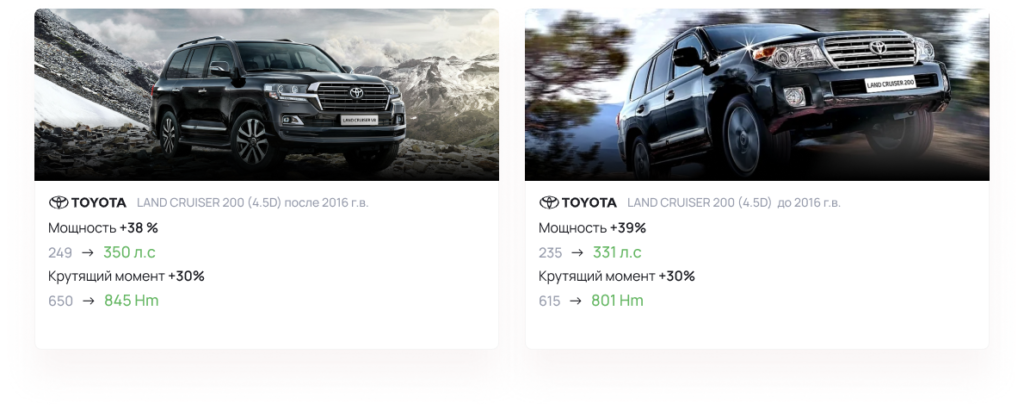 LAND CRUISER V8
TOYOTA LAND CRUISER 200 (4.5D) после 2016 г.в.
Мощность +38 %
249 → 350 л.с
Крутящий момент +30%
650 → 845 Hm
LAND CRUISER 200
TOYOTA LAND CRUISER 200 (4.5D) до 2016 г.в.
Мощность +39%
235 → 331 л.с
Крутящий момент +30%
615 → 801 Hm